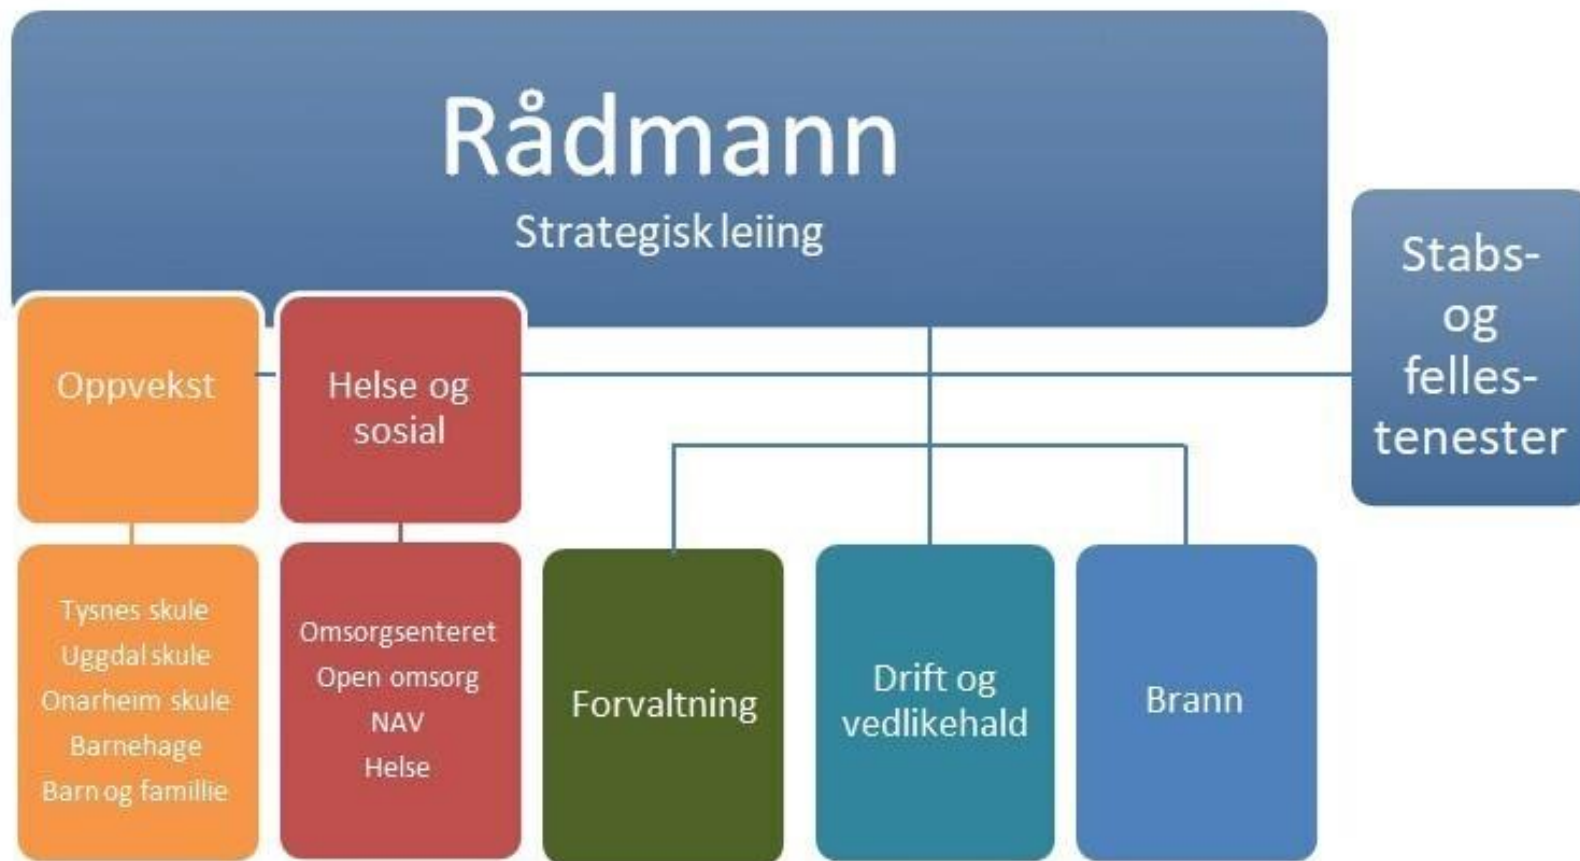 Rådmann
Strategisk leiing
Stabs-
og
felles-
tenester
Oppvekst
Helse og
sosial
Tysnes skule
Uggdal skule
Onarheim skule
Barnehage
Barn og famillie
Omsorgsenteret
Open omsorg
NAV
Helse
Forvaltning
Drift og
vedlikehald
Brann